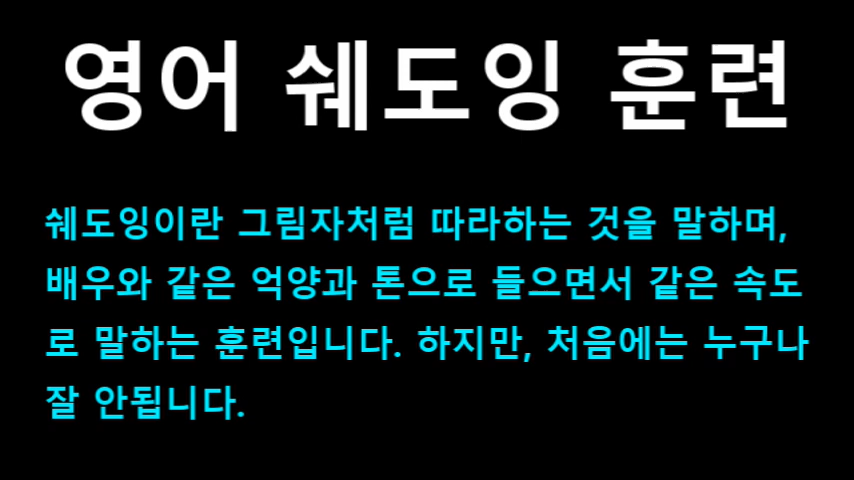 영어 쉐도잉 훈련
쉐도잉이란 그림자처럼 따라하는 것을 말하며,
배우와 같은 억양과 톤으로 들으면서 같은 속도
로 말하는 훈련입니다. 하지만, 처음에는 누구나
잘 안됩니다.